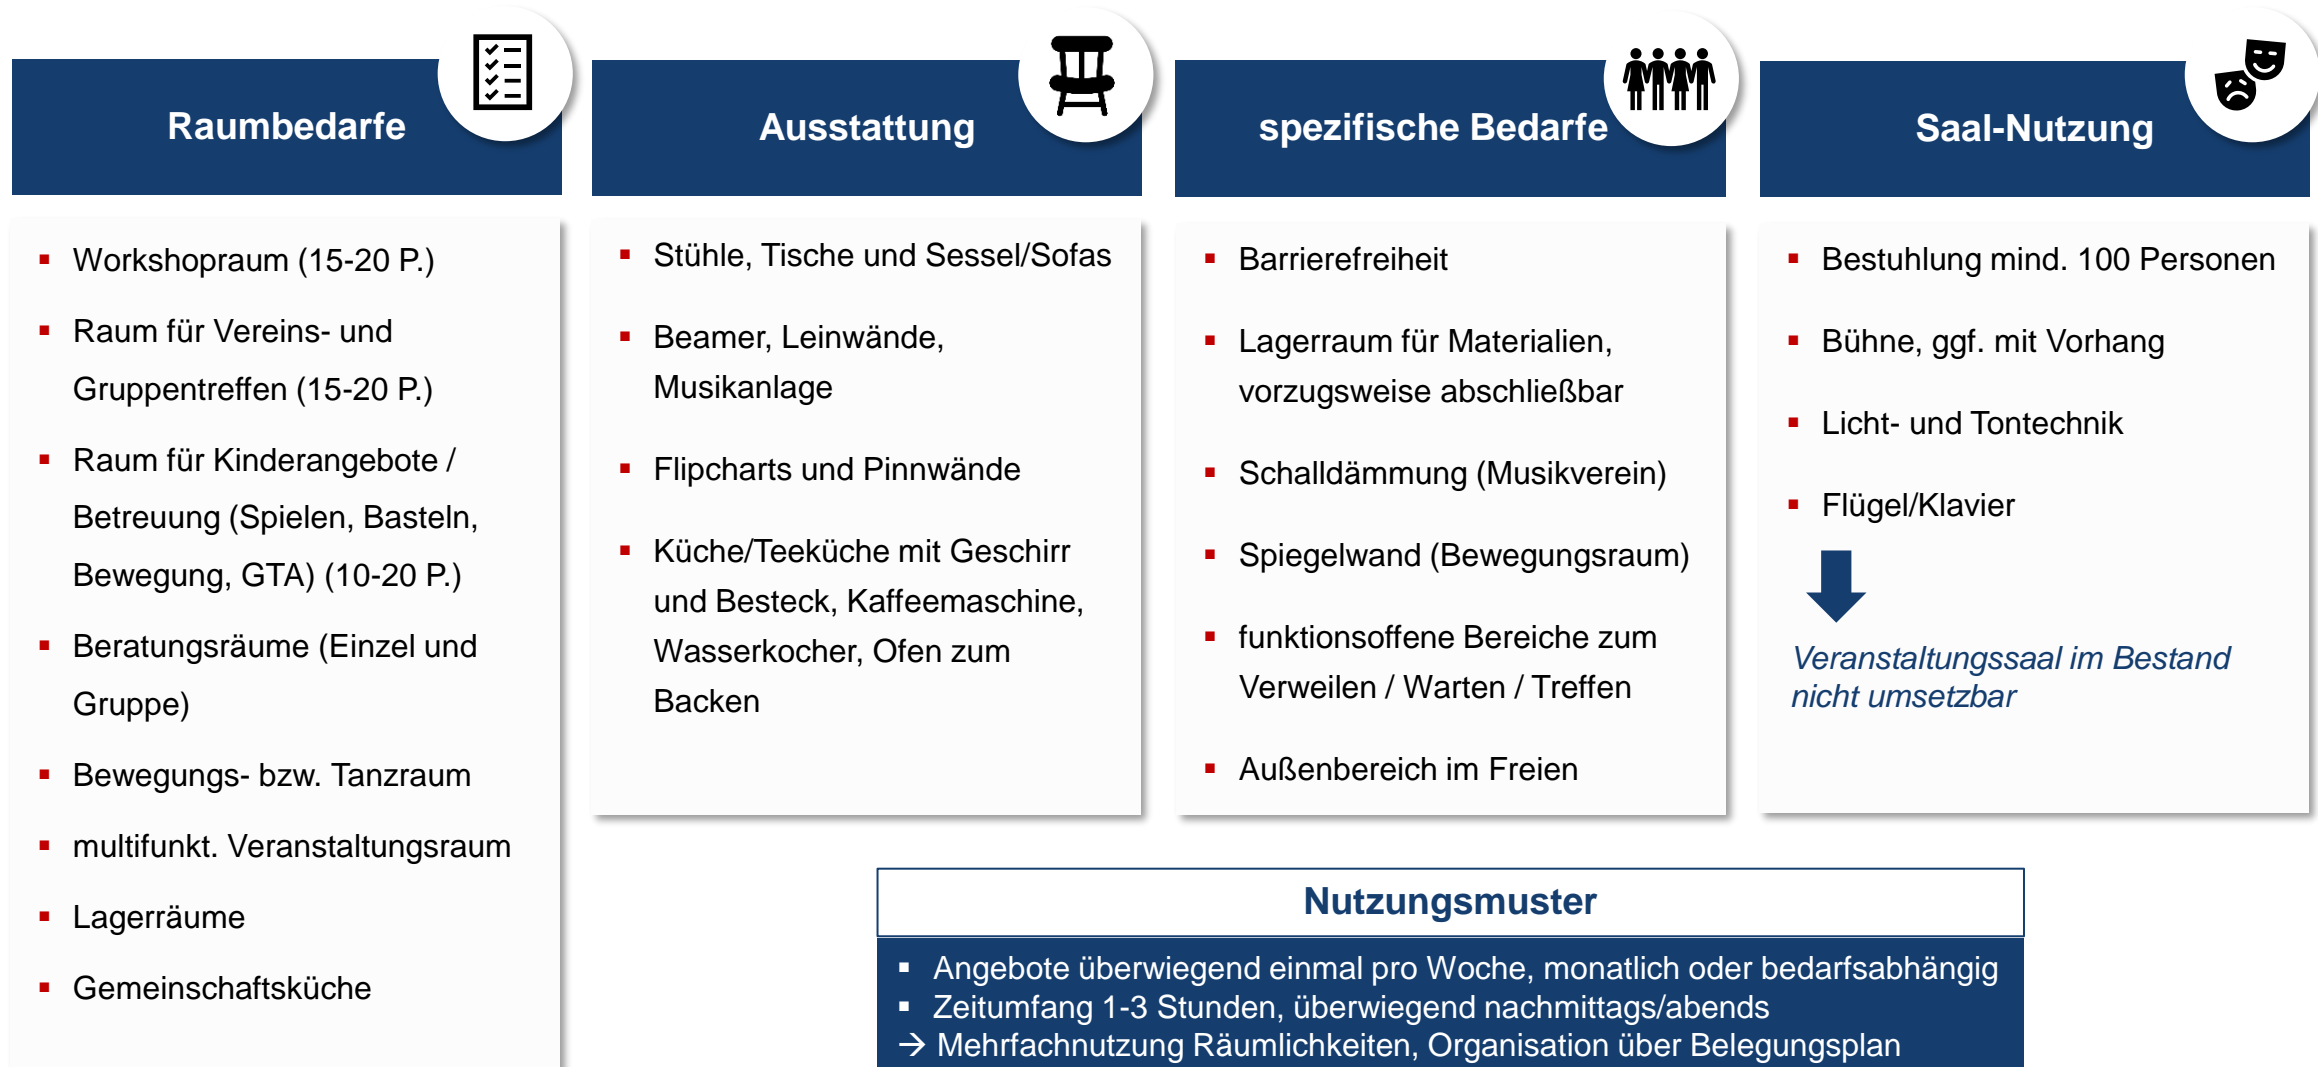 Raumbedarfe
▪ Workshopraum (15-20 P.)
▪ Raum für Vereins- und
Gruppentreffen (15-20 P.)
▪ Raum für Kinderangebote /
Betreuung (Spielen, Basteln,
Bewegung, GTA) (10-20 P.)
▪ Beratungsräume (Einzel und
Gruppe)
▪ Bewegungs- bzw. Tanzraum
▪ multifunkt. Veranstaltungsraum
▪ Lagerräume
▪ Gemeinschaftsküche
Ausstattung
▪ Stühle, Tische und Sessel/Sofas
▪ Beamer, Leinwände,
Musikanlage
▪ Flipcharts und Pinnwände
▪ Küche/Teeküche mit Geschirr
und Besteck, Kaffeemaschine,
Wasserkocher, Ofen zum
Backen
spezifische Bedarfe
▪ Barrierefreiheit
▪ Lagerraum für Materialien,
vorzugsweise abschließbar
▪ Schalldämmung (Musikverein)
▪ Spiegelwand (Bewegungsraum)
▪ funktionsoffene Bereiche zum
Verweilen / Warten / Treffen
▪ Außenbereich im Freien
Saal-Nutzung
▪ Bestuhlung mind. 100 Personen
▪ Bühne, ggf. mit Vorhang
▪ Licht- und Tontechnik
▪ Flügel/Klavier
Veranstaltungssaal im Bestand
nicht umsetzbar
Nutzungsmuster
▪ Angebote überwiegend einmal pro Woche, monatlich oder bedarfsabhängig
▪ Zeitumfang 1-3 Stunden, überwiegend nachmittags/abends
→ Mehrfachnutzung Räumlichkeiten, Organisation über Belegungsplan